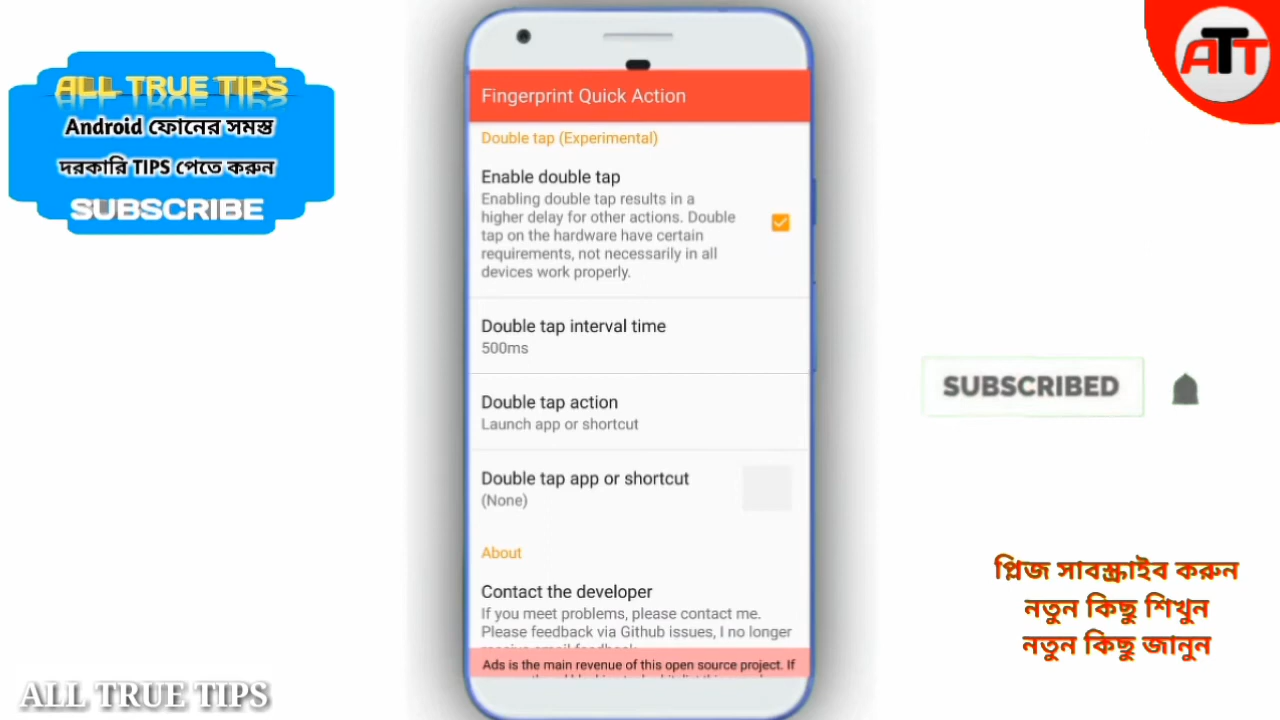 ALL TRUE TIPS
Android ফোনের সমস্ত
দরকারি TIPS পেতে করুন
SUBSCRIBE
ATT
Fingerprint Quick Action
Double tap (Experimental)
Enable double tap
Enabling double tap results in a
higher delay for other actions. Double
tap on the hardware have certain
requirements, not necessarily in all
devices work properly.
Double tap interval time
500ms
Double tap action
Launch app or shortcut
Double tap app or shortcut
(None)
About
Contact the developer
If you meet problems, please contact me.
Please feedback via Github issues, I no longer
Ads is the main revenue of this open source project. If
SUBSCRIBED
প্লিজ সাবস্ক্রাইব করুন
নতুন কিছু শিখুন
নতুন কিছু জানুন
ALL TRUE TIPS